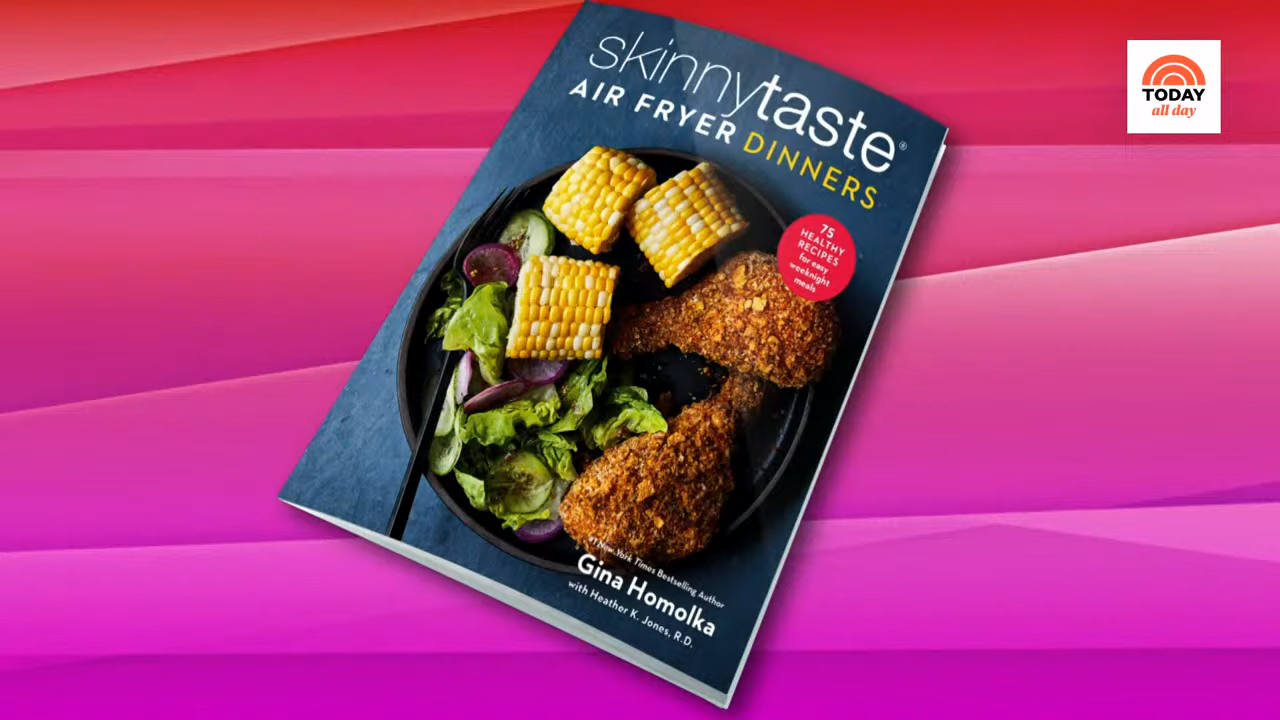 skinnytaste®
AIR FRYER DINNERS
75
HEALTHY
RECIPES
for easy
weeknight
meals
#1 New York Times Bestselling Author
Gina Homolka
with Heather K. Jones, R.D.
TODAY
all day